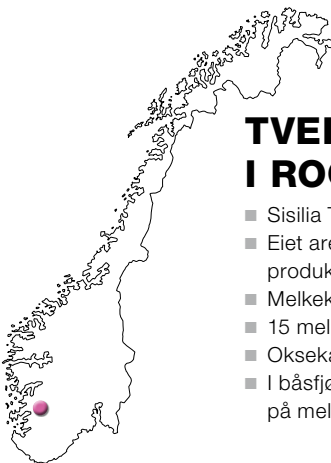 TVEI
I ROG
Sisilia T
Eiet are
produk
Melkek
15 mel
Okseka
I båsfjø
på mel